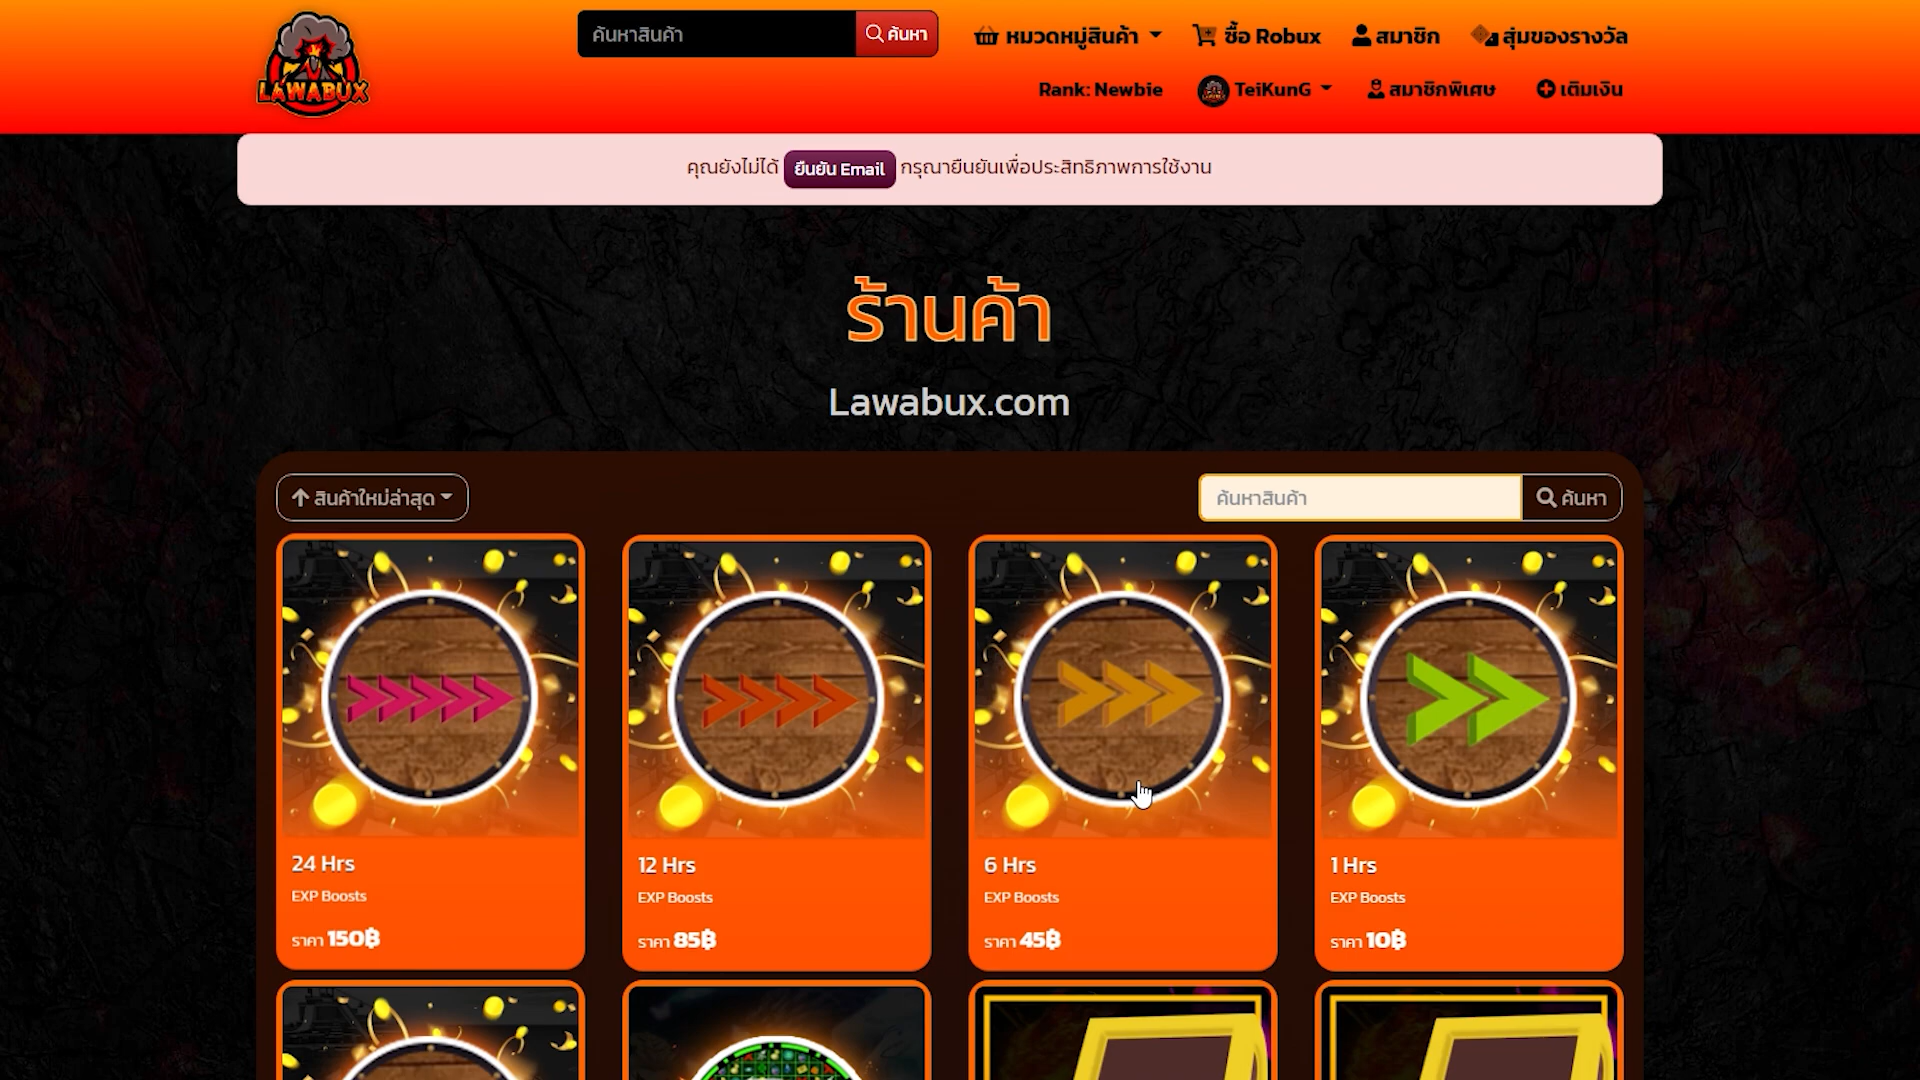 LAWABUX
ค้นหาสินค้า
ค้นหา
หมวดหมู่สินค้า
ซื้อ Robux
สมาชิก
สุ่มของรางวัล
Rank: Newbie
TeiKunG
สมาชิกพิเศษ
เติมเงิน
คุณยังไม่ได้ ยืนยัน Email กรุณายืนยันเพื่อประสิทธิภาพการใช้งาน
ร้านค้า
Lawabux.com
สินค้าใหม่ล่าสุด
ค้นหาสินค้า
ค้นหา
24 Hrs
EXP Boosts
ราคา 150฿
12 Hrs
EXP Boosts
ราคา 85฿
6 Hrs
EXP Boosts
ราคา 45฿
1 Hrs
EXP Boosts
ราคา 10฿